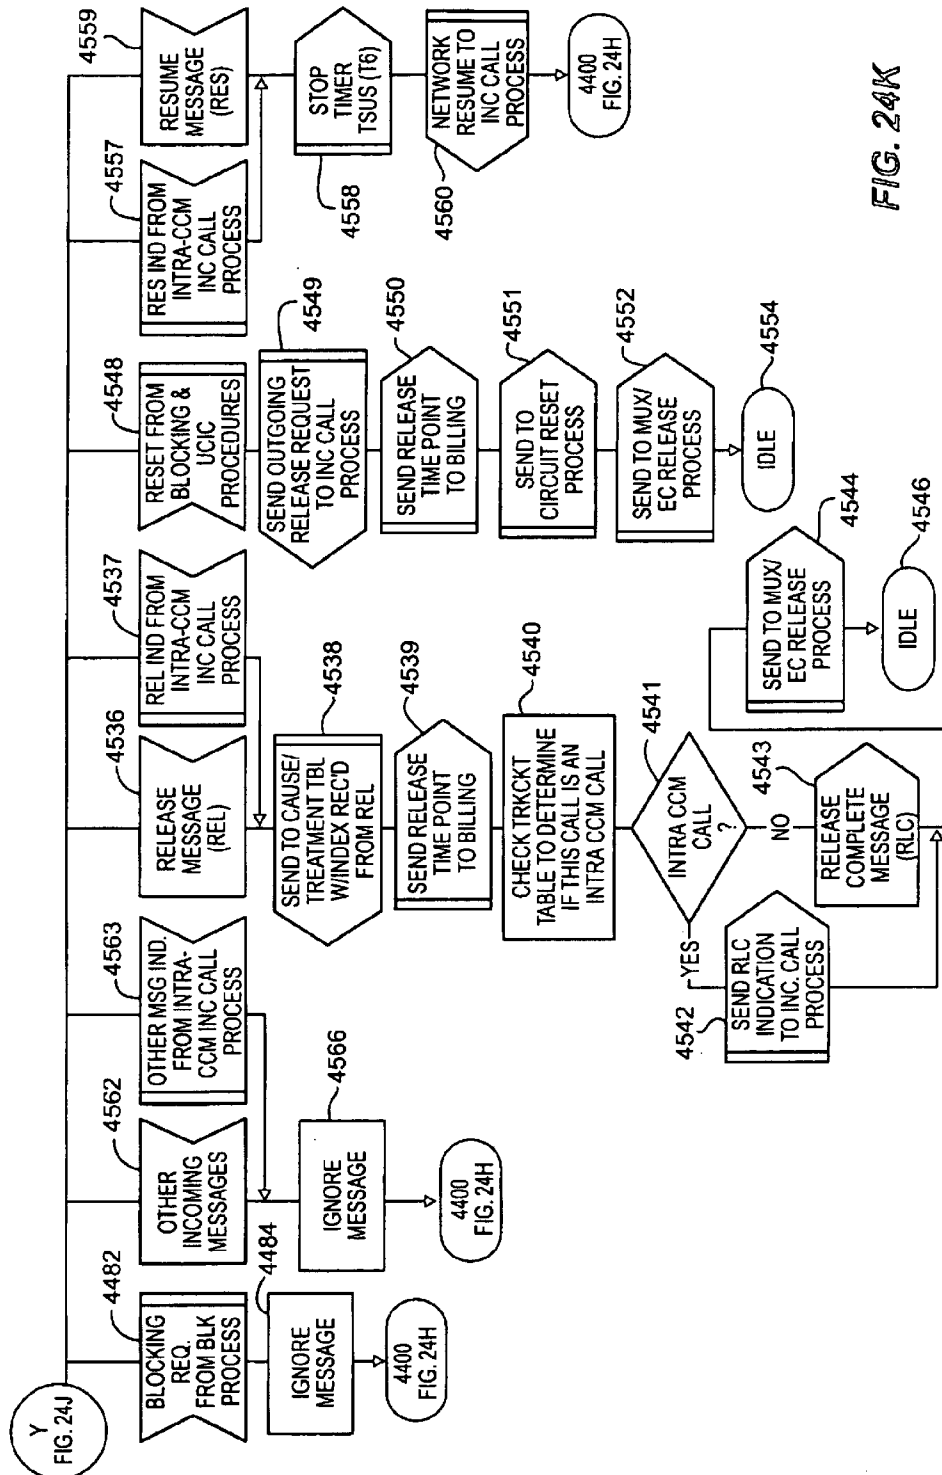 Y
FIG. 24J
4482
BLOCKING
REQ.
FROM BLK
PROCESS
4484
IGNORE
MESSAGE
4400
FIG. 24H
4562
OTHER
INCOMING
MESSAGES
4563
OTHER MSG IND.
FROM INTRA-
CCM INC CALL
PROCESS
4566
IGNORE
MESSAGE
4400
FIG. 24H
4536
RELEASE
MESSAGE
(REL)
4537
REL IND FROM
INTRA-CCM
INC CALL
PROCESS
4538
SEND TO CAUSE/
TREATMENT TBL
W/INDEX REC'D
FROM REL
4539
SEND RELEASE
TIME POINT
TO BILLING
4540
CHECK TRKCKT
TABLE TO DETERMINE
IF THIS CALL IS AN
INTRA CCM CALL
4541
INTRA CCM
CALL
?
YES
NO
4542
SEND RLC
INDICATION
TO INC. CALL
PROCESS
4543
RELEASE
COMPLETE
MESSAGE
(RLC)
4544
SEND TO MUX/
EC RELEASE
PROCESS
4546
IDLE
4548
RESET FROM
BLOCKING &
UCIC
PROCEDURES
4549
SEND OUTGOING
RELEASE REQUEST
TO INC CALL
PROCESS
4550
SEND RELEASE
TIME POINT
TO BILLING
4551
SEND TO
CIRCUIT RESET
PROCESS
4552
SEND TO MUX/
EC RELEASE
PROCESS
4554
IDLE
4557
RES IND FROM
INTRA-CCM
INC CALL
PROCESS
4559
RESUME
MESSAGE
(RES)
4558
STOP
TIMER
TSUS (T6)
4560
NETWORK
RESUME TO
INC CALL
PROCESS
4400
FIG. 24H
FIG. 24K